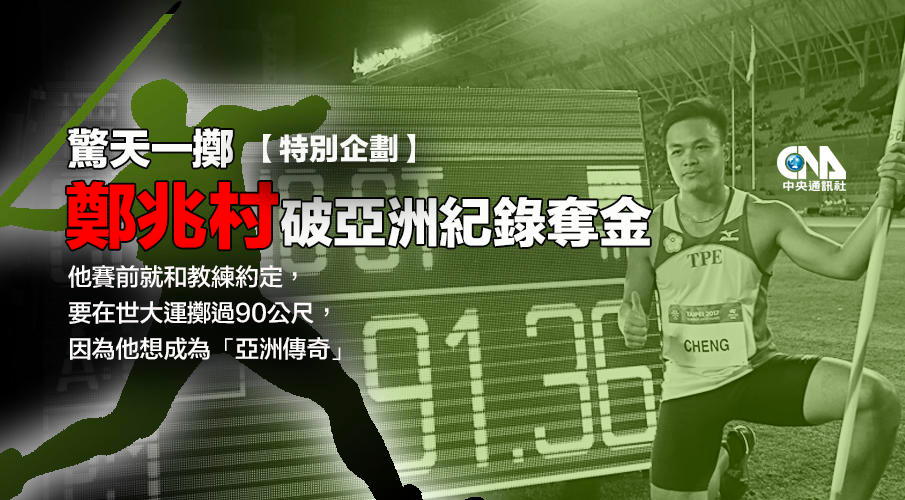 驚天一擲【特別企劃】
鄭兆村破亞洲紀錄奪金
他賽前就和教練約定，
要在世大運擲過90公尺，
因為他想成為「亞洲傳奇」
91.36
CNA
中央通訊社
TPE
TAIPEI 2017
CHENG